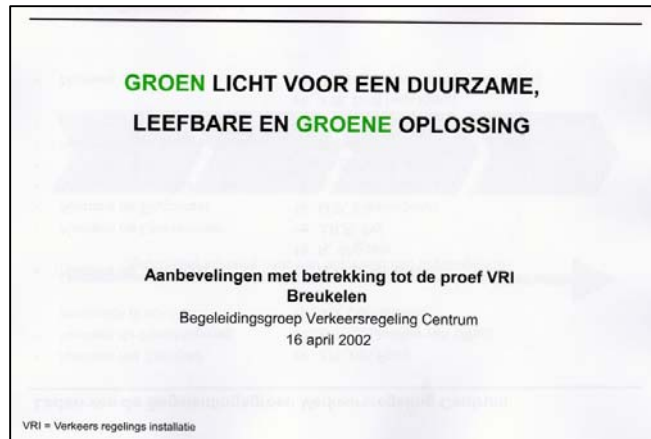 GROEN LICHT VOOR EEN DUURZAME,
LEEFBARE EN GROENE OPLOSSING
Aanbevelingen met betrekking tot de proef VRI
Breukelen
Begeleidingsgroep Verkeersregeling Centrum
16 april 2002
VRI = Verkeers regelings installatie